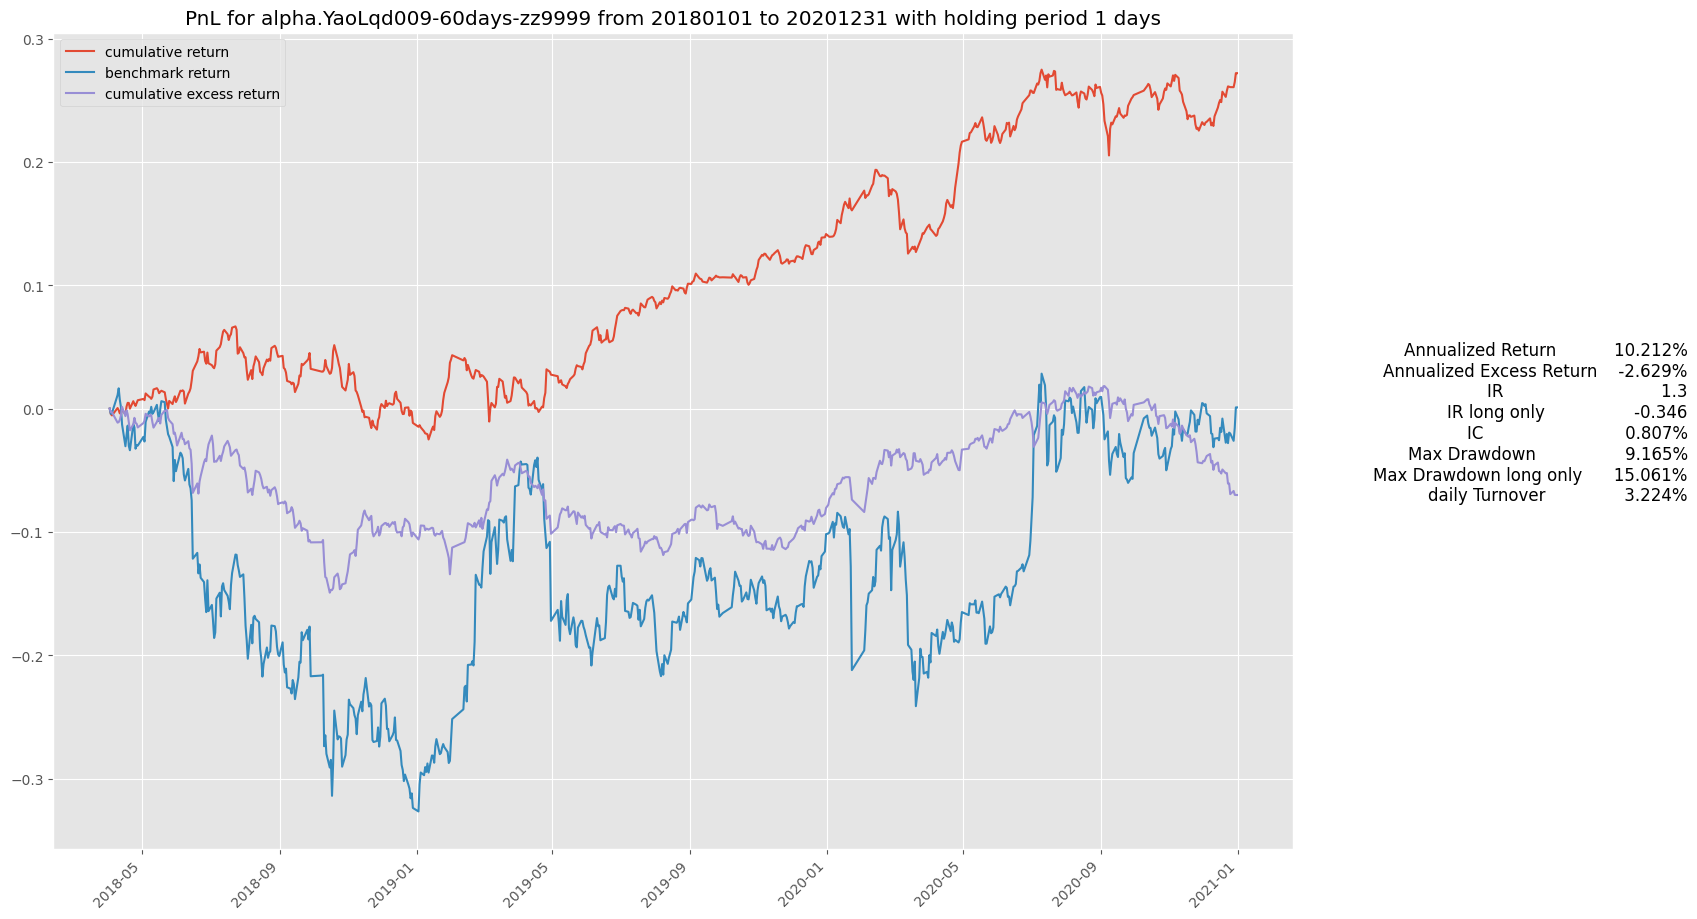 PnL for alpha.YaoLqd009-60days-zz9999 from 20180101 to 20201231 with holding period 1 days
cumulative return
benchmark return
cumulative excess return
0.3
0.2
0.1
0.0
−0.1
−0.2
−0.3
2018-05
2018-09
2019-01
2019-05
2019-09
2020-01
2020-05
2020-09
2021-01
Annualized Return 10.212%
Annualized Excess Return -2.629%
IR 1.3
IR long only -0.346
IC 0.807%
Max Drawdown 9.165%
Max Drawdown long only 15.061%
daily Turnover 3.224%